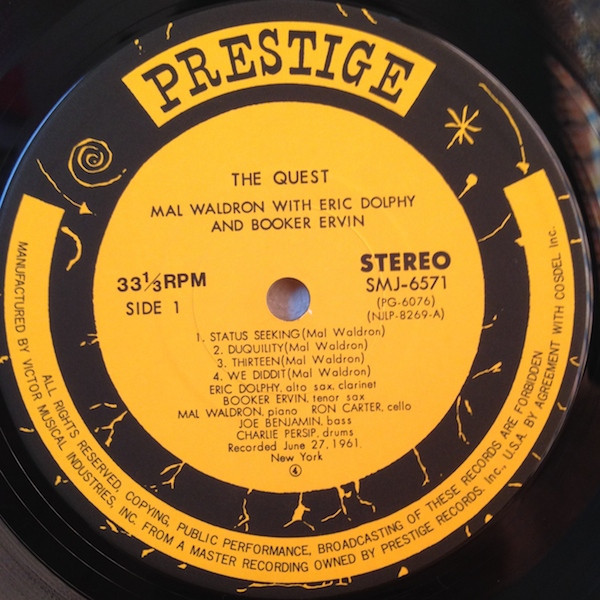 PRESTIGE
THE QUEST
MAL WALDRON WITH ERIC DOLPHY
AND BOOKER ERVIN
33 1/3 RPM
SIDE 1
STEREO
SMJ-6571
(PG-6076)
(NJLP-8269-A)
1. STATUS SEEKING(Mal Waldron)
2. DUQUILITY(Mal Waldron)
3. THIRTEEN(Mal Waldron)
4. WE DIDDIT(Mal Waldron)
ERIC DOLPHY, alto sax, clarinet
BOOKER ERVIN, tenor sax
MAL WALDRON, piano RON CARTER, cello
JOE BENJAMIN, bass
CHARLIE PERSIP, drums
Recorded June 27, 1961.
New York
④
ALL RIGHTS RESERVED, COPYING, PUBLIC PERFORMANCE, BROADCASTING OF THESE RECORDS ARE FORBIDDEN
MANUFACTURED BY VICTOR MUSICAL INDUSTRIES, INC. FROM A MASTER RECORDING OWNED BY PRESTIGE RECORDS. Inc., U.S.A. BY AGREEMENT WITH COSDEL Inc.